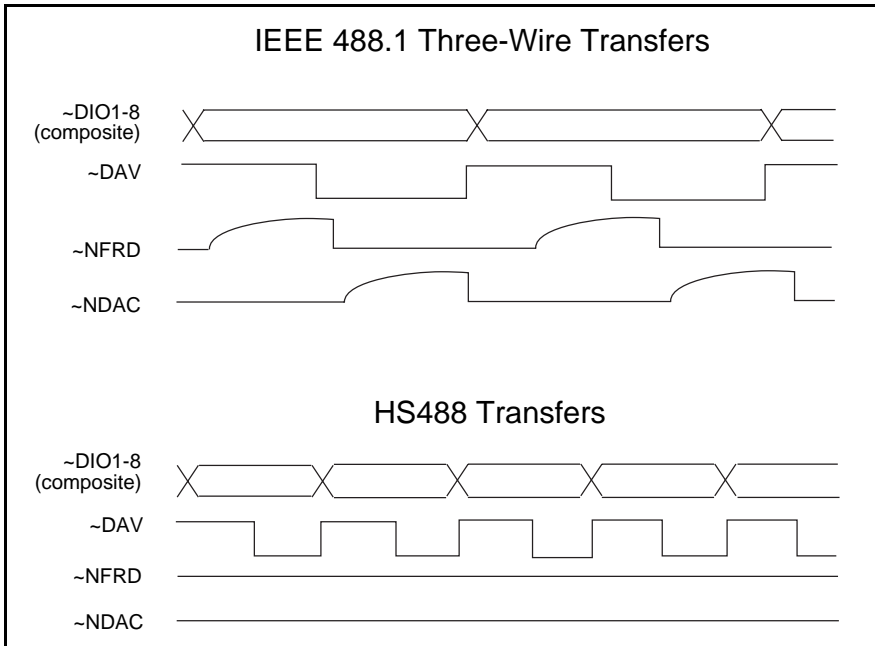 IEEE 488.1 Three-Wire Transfers
~DIO1-8
(composite)
~DAV
~NFRD
~NDAC
HS488 Transfers
~DIO1-8
(composite)
~DAV
~NFRD
~NDAC